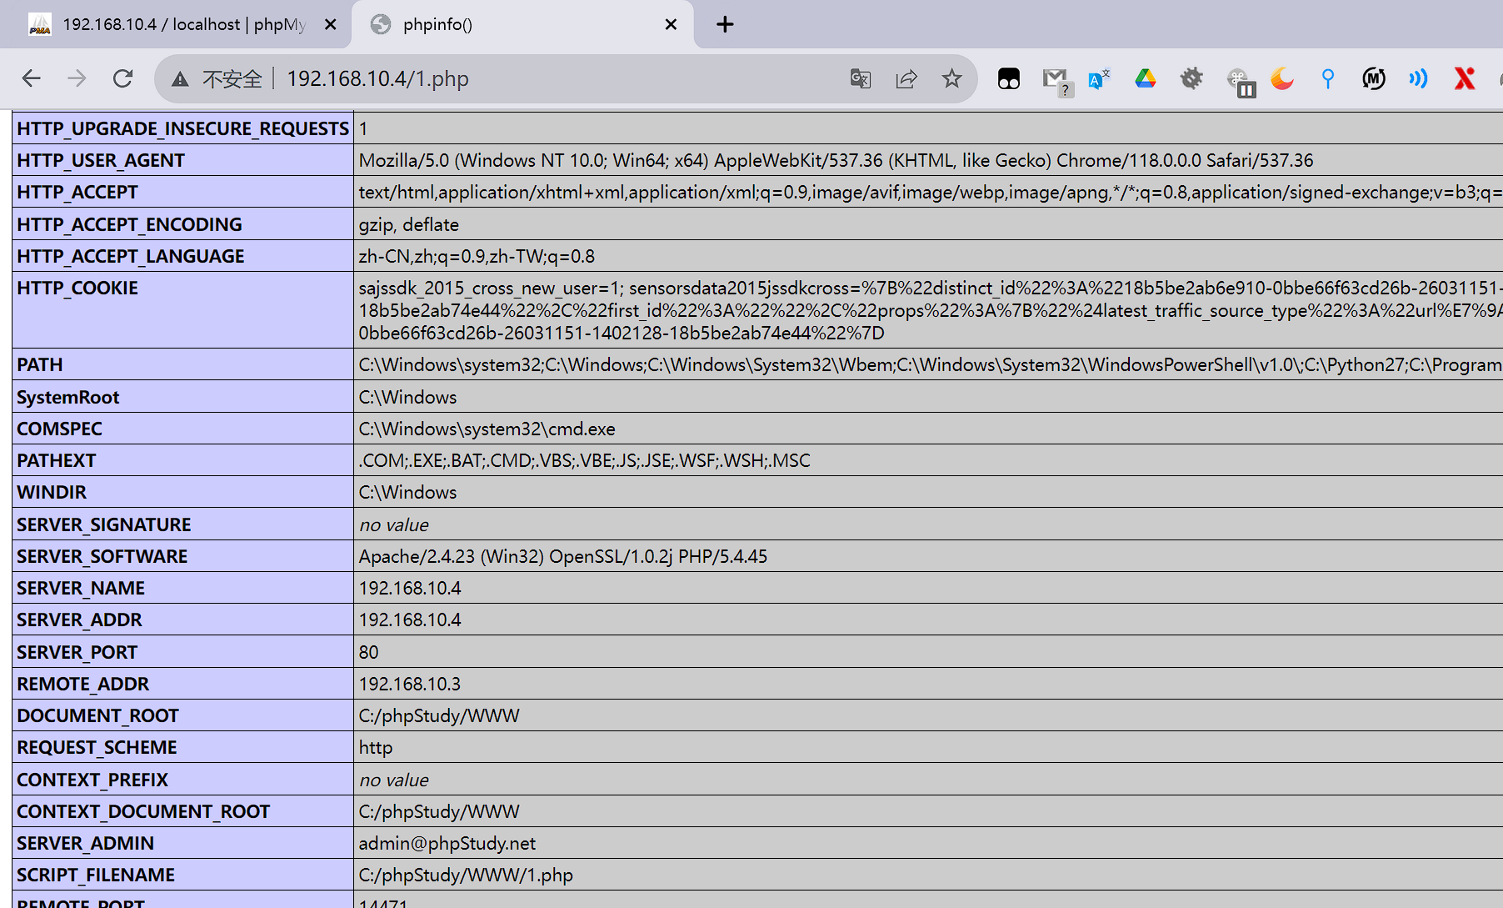 192.168.10.4 / localhost | phpMy
phpinfo()
不安全 192.168.10.4/1.php
HTTP_UPGRADE_INSECURE_REQUESTS 1
HTTP_USER_AGENT Mozilla/5.0 (Windows NT 10.0; Win64; x64) AppleWebKit/537.36 (KHTML, like Gecko) Chrome/118.0.0.0 Safari/537.36
HTTP_ACCEPT text/html,application/xhtml+xml,application/xml;q=0.9,image/avif,image/webp,image/apng,*/*;q=0.8,application/signed-exchange;v=b3;q=
HTTP_ACCEPT_ENCODING gzip, deflate
HTTP_ACCEPT_LANGUAGE zh-CN,zh;q=0.9,zh-TW;q=0.8
HTTP_COOKIE sajssdk_2015_cross_new_user=1; sensorsdata2015jssdkcross=%7B%22distinct_id%22%3A%2218b5be2ab6e910-0bbe66f63cd26b-26031151-
18b5be2ab74e44%22%2C%22first_id%22%3A%22%22%2C%22props%22%3A%7B%22%24latest_traffic_source_type%22%3A%22url%E7%9A
0bbe66f63cd26b-26031151-1402128-18b5be2ab74e44%22%7D
PATH C:\Windows\system32;C:\Windows;C:\Windows\System32\Wbem;C:\Windows\System32\WindowsPowerShell\v1.0\;C:\Python27;C:\Program
SystemRoot C:\Windows
COMSPEC C:\Windows\system32\cmd.exe
PATHEXT .COM;.EXE;.BAT;.CMD;.VBS;.VBE;.JS;.JSE;.WSF;.WSH;.MSC
WINDIR C:\Windows
SERVER_SIGNATURE no value
SERVER_SOFTWARE Apache/2.4.23 (Win32) OpenSSL/1.0.2j PHP/5.4.45
SERVER_NAME 192.168.10.4
SERVER_ADDR 192.168.10.4
SERVER_PORT 80
REMOTE_ADDR 192.168.10.3
DOCUMENT_ROOT C:/phpStudy/WWW
REQUEST_SCHEME http
CONTEXT_PREFIX no value
CONTEXT_DOCUMENT_ROOT C:/phpStudy/WWW
SERVER_ADMIN admin@phpStudy.net
SCRIPT_FILENAME C:/phpStudy/WWW/1.php
REMOTE_PORT 14471